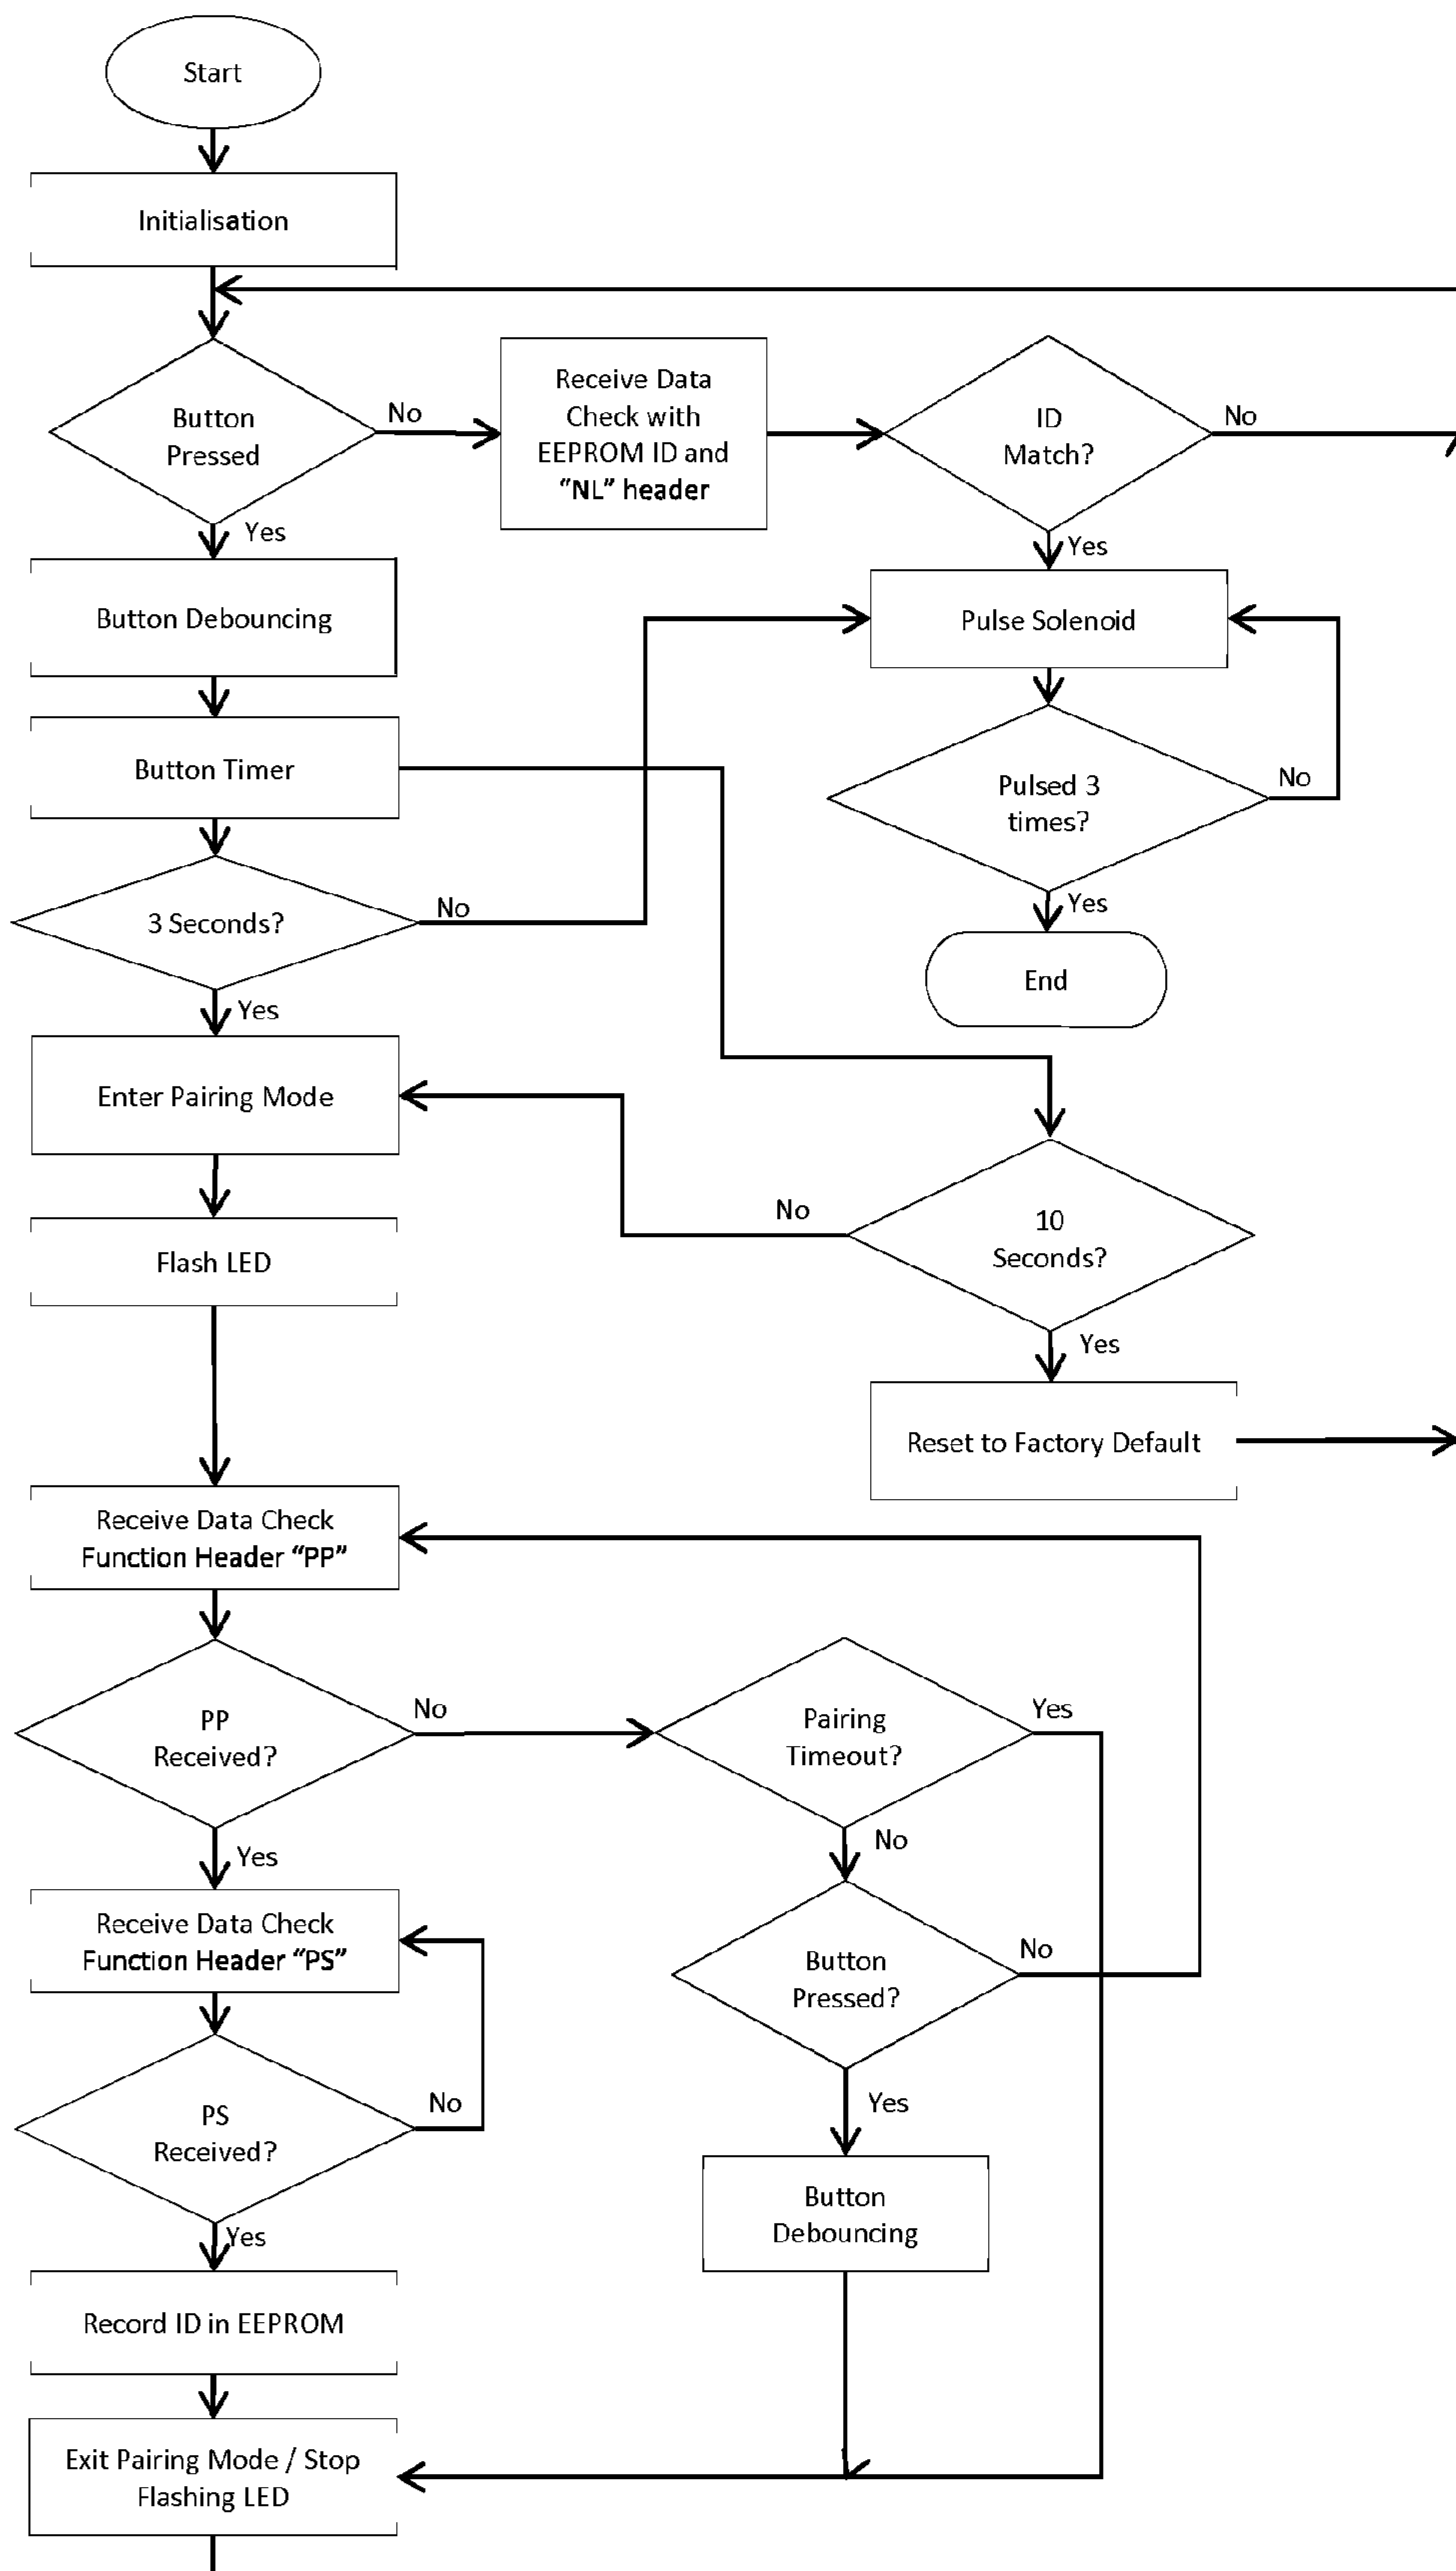 Start
Initialisation
Button
Pressed
No
Receive Data
Check with
EEPROM ID and
“NL” header
ID
Match?
No
Yes
Yes
Button Debouncing
Pulse Solenoid
Button Timer
Pulsed 3
times?
No
3 Seconds?
No
Yes
End
Yes
Enter Pairing Mode
No
10
Seconds?
Flash LED
Yes
Reset to Factory Default
Receive Data Check
Function Header “PP”
PP
Received?
No
Pairing
Timeout?
Yes
No
Yes
Receive Data Check
Function Header “PS”
Button
Pressed?
No
PS
Received?
No
Yes
Button
Debouncing
Yes
Record ID in EEPROM
Exit Pairing Mode / Stop
Flashing LED